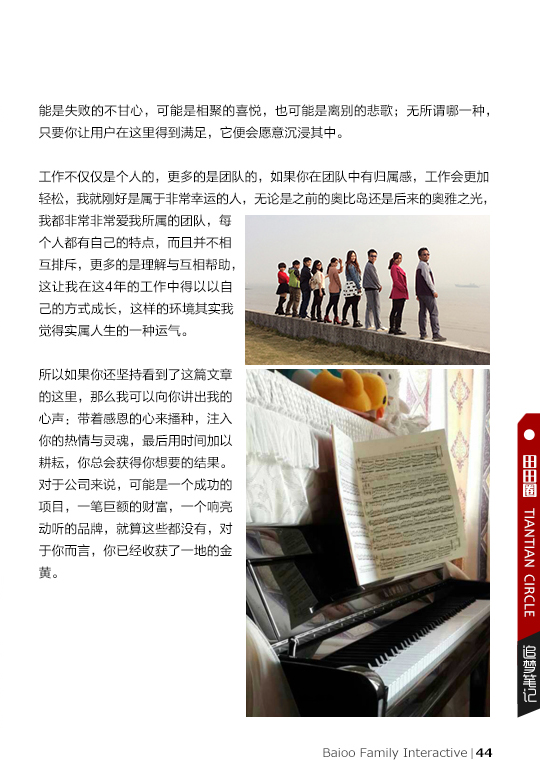 能是失败的不甘心，可能是相聚的喜悦，也可能是离别的悲歌；无所谓哪一种，
只要你让用户在这里得到满足，它便会愿意沉浸其中。
工作不仅仅是个人的，更多的是团队的，如果你在团队中有归属感，工作会更加
轻松，我就刚好是属于非常幸运的人，无论是之前的奥比岛还是后来的奥雅之光，
我都非常非常爱我所属的团队，每
个人都有自己的特点，而且并不相
互排斥，更多的是理解与互相帮助，
这让我在这4年的工作中得以以自
己的方式成长，这样的环境其实我
觉得实属人生的一种运气。
所以如果你还坚持看到了这篇文章
的这里，那么我可以向你讲出我的
心声：带着感恩的心来播种，注入
你的热情与灵魂，最后用时间加以
耕耘，你总会获得你想要的结果。
对于公司来说，可能是一个成功的
项目，一笔巨额的财富，一个响亮
动听的品牌，就算这些都没有，对
于你而言，你已经收获了一地的金
黄。
田田圈 TIANTIAN CIRCLE
追梦笔记
Baioo Family Interactive | 44